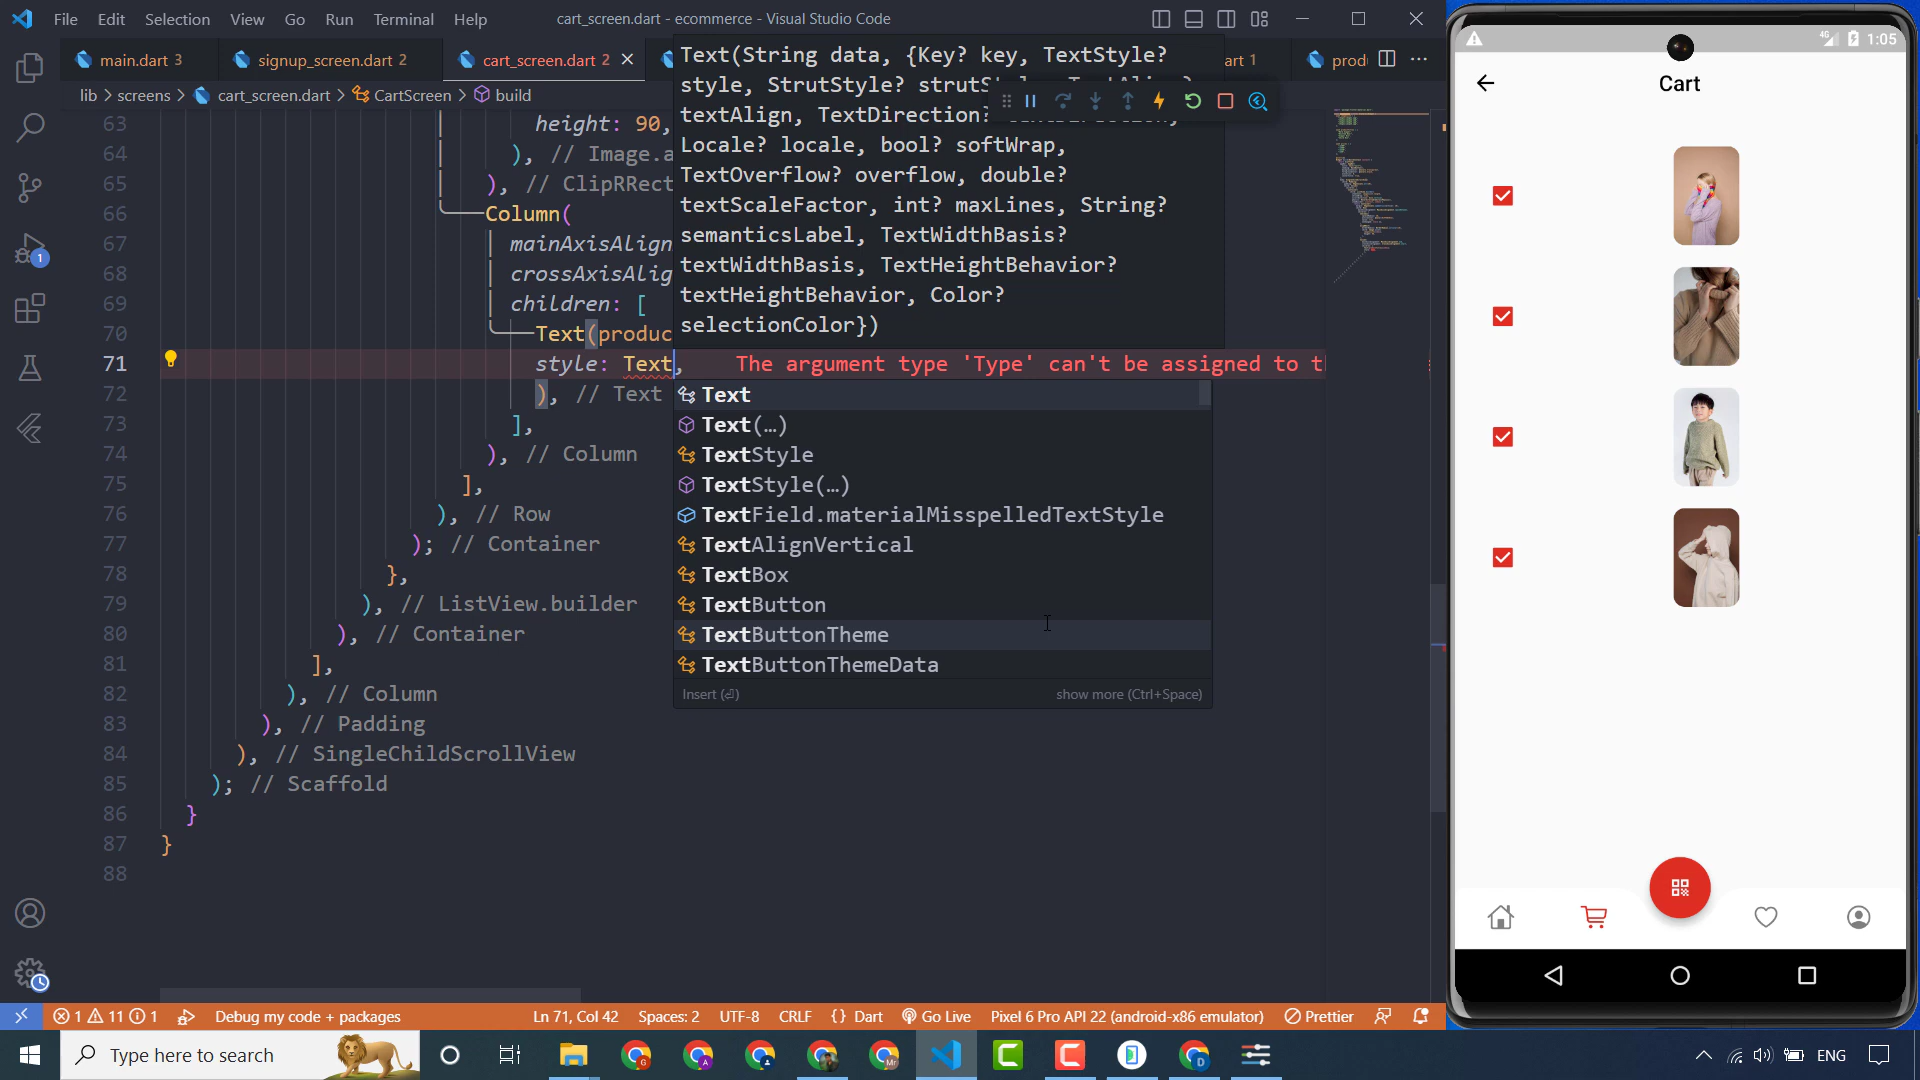 File Edit Selection View Go Run Terminal Help
cart_screen.dart - ecommerce - Visual Studio Code
main.dart 3
signup_screen.dart 2
cart_screen.dart 2
art 1
prod
lib > screens > cart_screen.dart > CartScreen > build
Text(String data, {Key? key, TextStyle?
style, StrutStyle?
textAlign, TextDirection?
Locale? locale, bool? softWrap,
TextOverflow? overflow, double?
textScaleFactor, int? maxLines, String?
semanticsLabel, TextWidthBasis?
textWidthBasis, TextHeightBehavior?
textHeightBehavior, Color?
selectionColor})
63 height: 90,
64 ), // Image.a
65 ), // ClipRRect
66 Column(
67 mainAxisAlign
68 crossAxisAlig
69 children: [
70 Text(produc
71 style: Text, The argument type 'Type' can't be assigned to t
72 ), // Text
73 ],
74 ), // Column
75 ],
76 ), // Row
77 ); // Container
78 },
79 ), // ListView.builder
80 ), // Container
81 ],
82 ), // Column
83 ), // Padding
84 ), // SingleChildScrollView
85 ); // Scaffold
86 }
87 }
88
Text
Text(…)
TextStyle
TextStyle(…)
TextField.materialMisspelledTextStyle
TextAlignVertical
TextBox
TextButton
TextButtonTheme
TextButtonThemeData
Insert (⏎) show more (Ctrl+Space)
1
1 11 1 Debug my code + packages
Ln 71, Col 42 Spaces: 2 UTF-8 CRLF {} Dart Go Live Pixel 6 Pro API 22 (android-x86 emulator) Prettier
Type here to search
ENG
4G 1:05
Cart